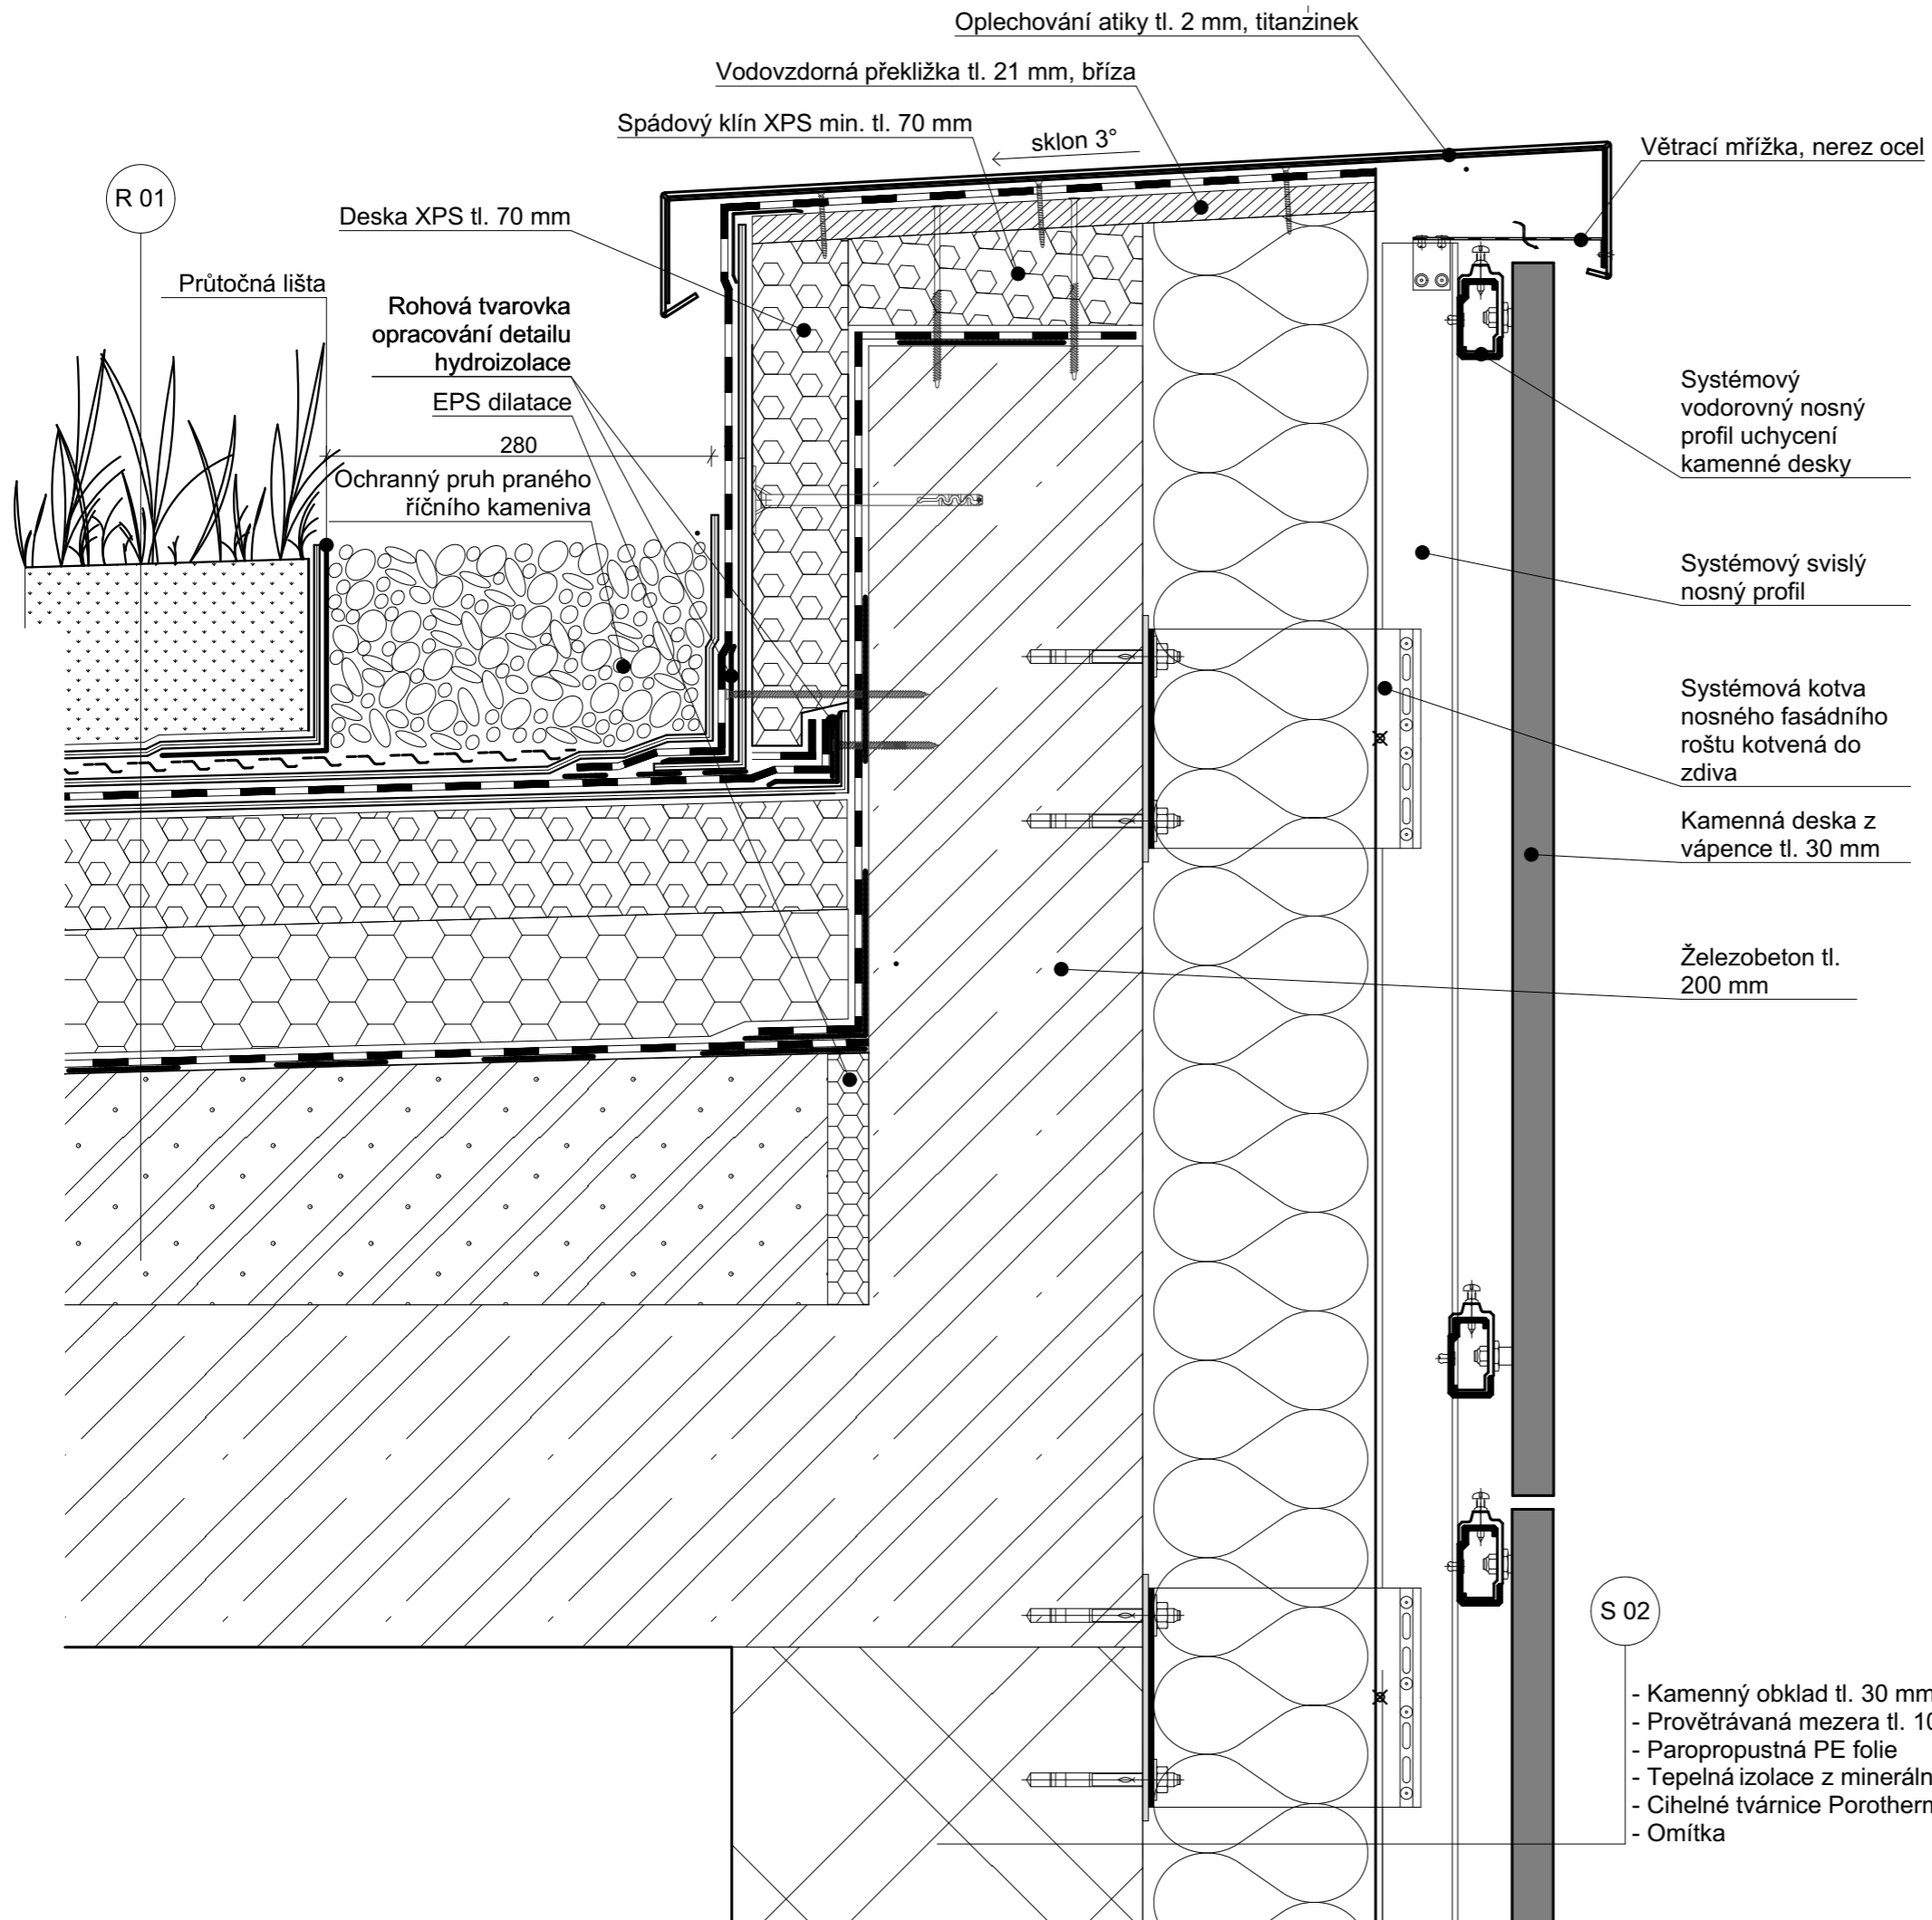 Oplechování atiky tl. 2 mm, titanzinek
Vodovzdorná překližka tl. 21 mm, bříza
Spádový klín XPS min. tl. 70 mm
sklon 3°
Větrací mřížka, nerez ocel
R 01
Deska XPS tl. 70 mm
Průtočná lišta
Rohová tvarovka
opracování detailu
hydroizolace
EPS dilatace
280
Ochranný pruh praného
říčního kameniva
Systémový
vodorovný nosný
profil uchycení
kamenné desky
Systémový svislý
nosný profil
Systémová kotva
nosného fasádního
roštu kotvená do
zdiva
Kamenná deska z
vápence tl. 30 mm
Železobeton tl.
200 mm
S 02
- Kamenný obklad tl. 30 mm
- Provětrávaná mezera tl. 10
- Paropropustná PE folie
- Tepelná izolace z mineráln
- Cihelné tvárnice Porotherm
- Omítka